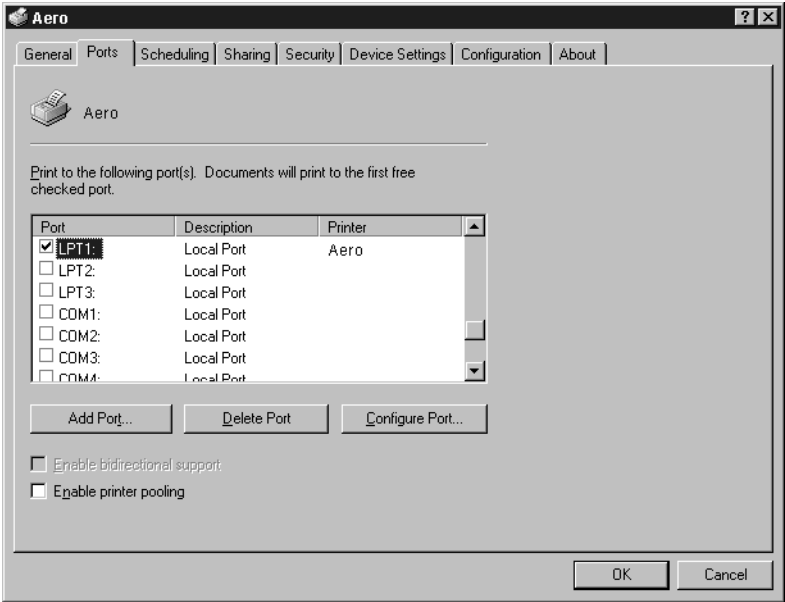 Aero
General Ports Scheduling Sharing Security Device Settings Configuration About
Aero
Print to the following port(s). Documents will print to the first free
checked port.
Port Description Printer
LPT1: Local Port Aero
LPT2: Local Port
LPT3: Local Port
COM1: Local Port
COM2: Local Port
COM3: Local Port
COM4: Local Port
Add Port... Delete Port Configure Port...
Enable bidirectional support
Enable printer pooling
OK Cancel